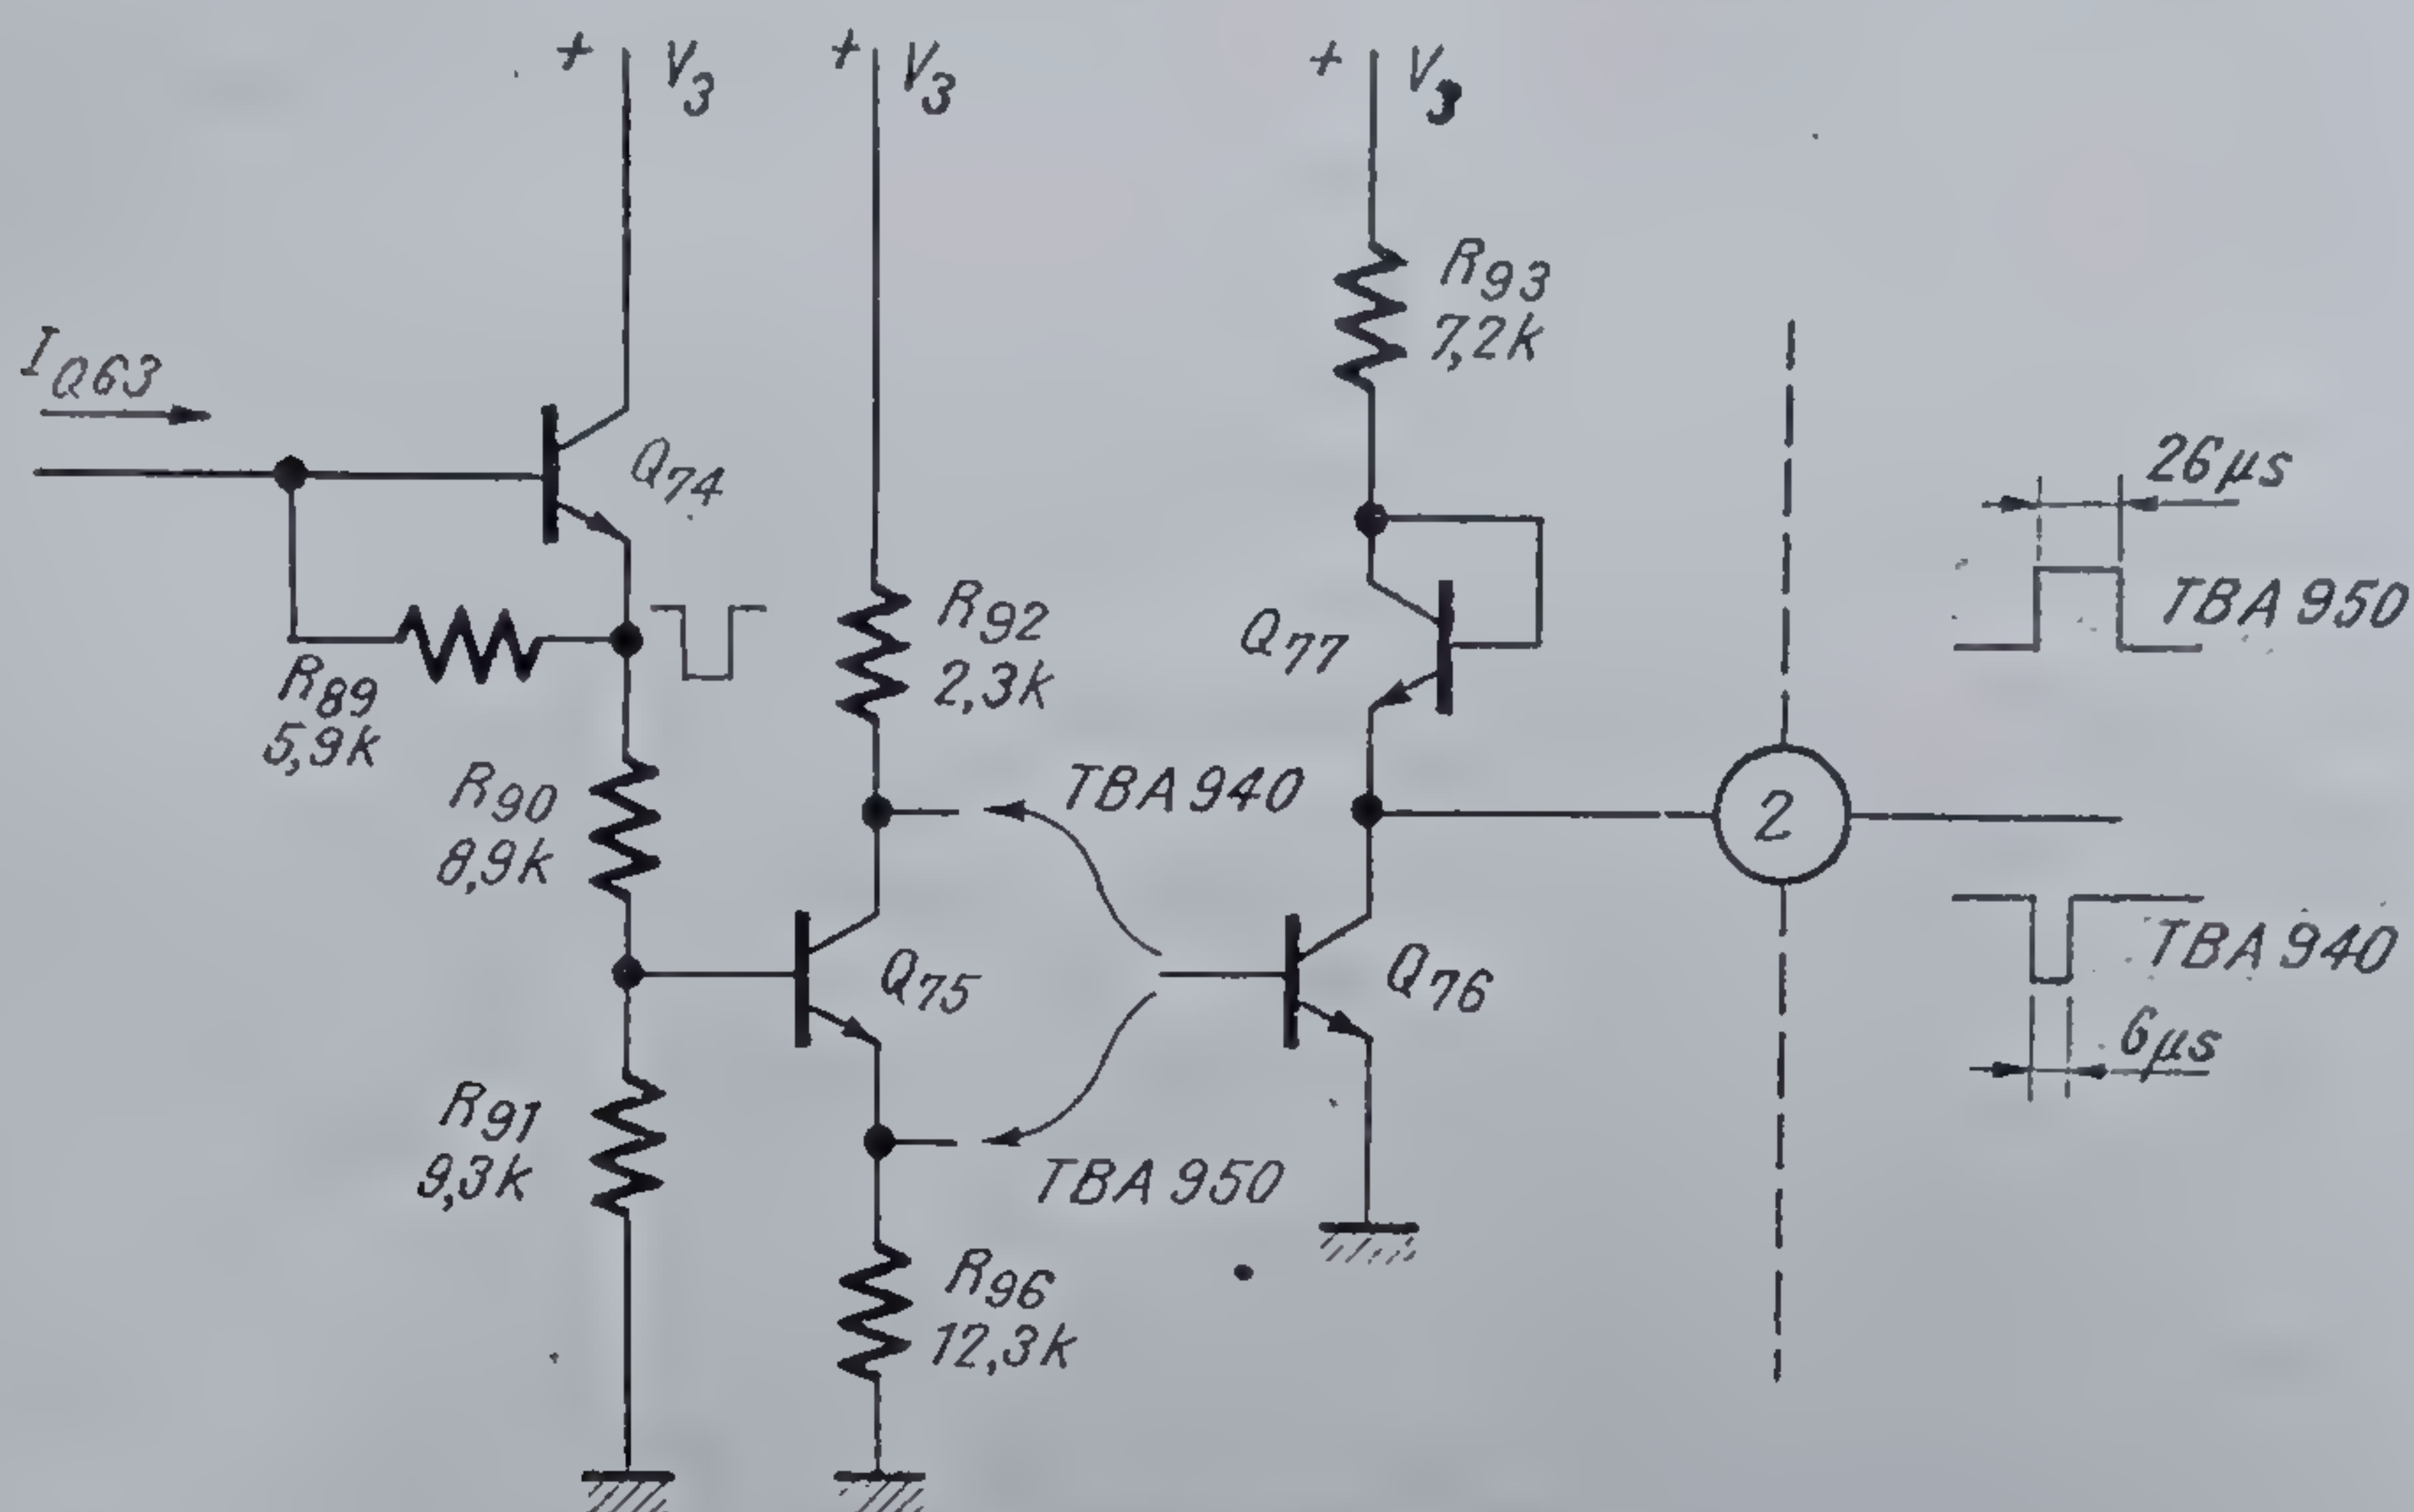 + V3
+ V3
+ V3
IQ63
Q74
R89
5,9k
R90
8,9k
R91
9,3k
R92
2,3k
Q75
R96
12,3k
TBA 940
TBA 950
R93
7,2k
Q77
Q76
2
26µs
TBA 950
TBA 940
6µs